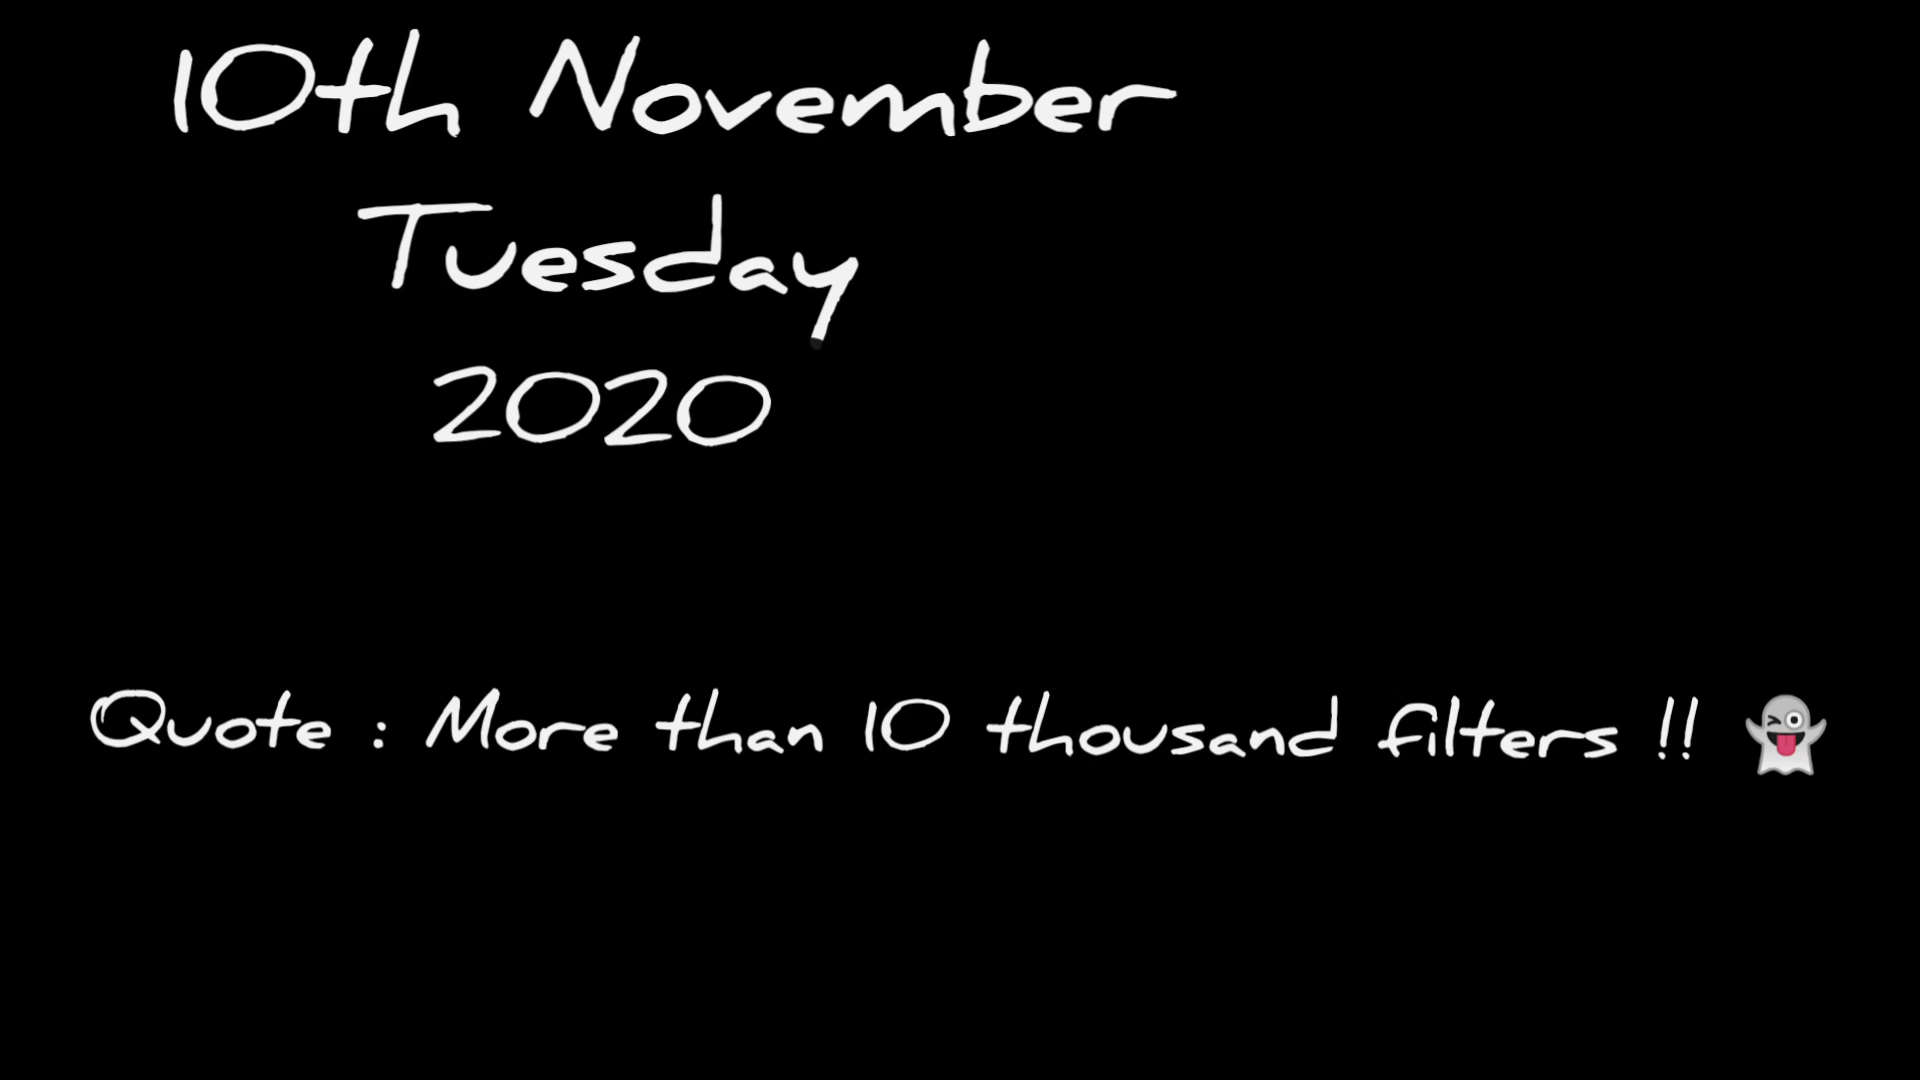 10th November
Tuesday
2020
Quote : More than 10 thousand filters !! 👻